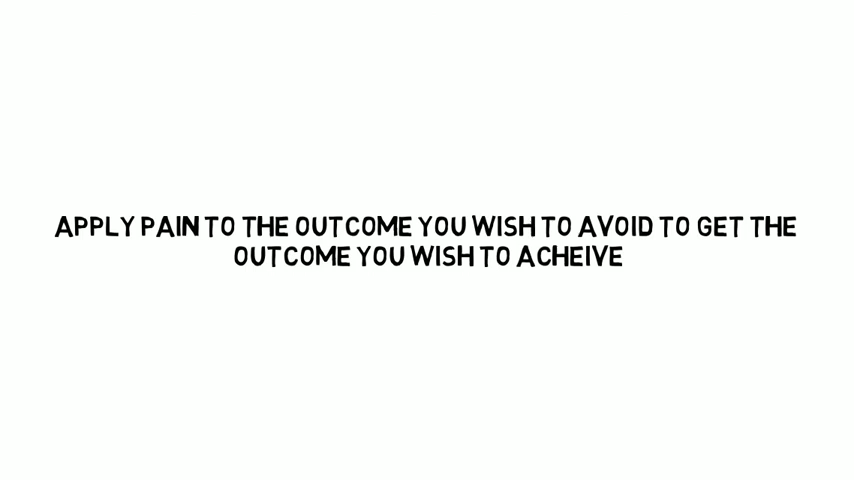 APPLY PAIN TO THE OUTCOME YOU WISH TO AVOID TO GET THE
OUTCOME YOU WISH TO ACHEIVE